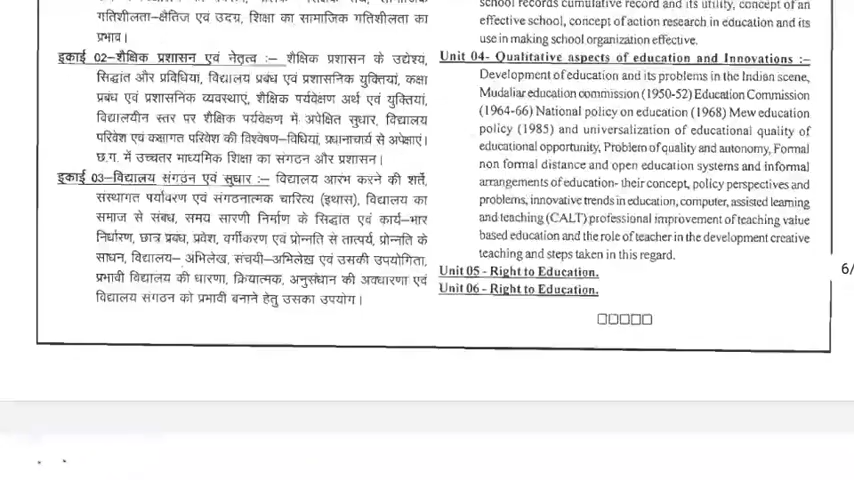 गतिशीलता–क्षैतिज एवं उदग्र, शिक्षा का सामाजिक गतिशीलता का
प्रभाव।
इकाई 02–शैक्षिक प्रशासन एवं नेतृत्व :– शैक्षिक प्रशासन के उद्येश्य,
सिद्धांत और प्रविधिया, विद्यालय प्रबंध एवं प्रशासनिक युक्तियां, कक्षा
प्रबंध एवं प्रशासनिक व्यवस्थाएं, शैक्षिक पर्यवेक्षण अर्थ एवं युक्तियां,
विद्यालयीन स्तर पर शैक्षिक पर्यवेक्षण में अपेक्षित सुधार, विद्यालय
परिवेश एवं कक्षागत परिवेश की विश्वेषण–विधियां, प्रधानाचार्य से अपेक्षाएं।
छ.ग. में उच्चतर माध्यमिक शिक्षा का संगठन और प्रशासन।
इकाई 03–विद्यालय संगठन एवं सुधार :– विद्यालय आरंभ करने की शर्ते,
संस्थागत पर्यावरण एवं संगठनात्मक चारित्य (इथास), विद्यालय का
समाज से संबंध, समय सारणी निर्माण के सिद्धात एवं कार्य–भार
निर्धारण, छात्र प्रबध, प्रवेश, वर्गीकरण एवं प्रोन्नति से तात्पर्य, प्रोन्नति के
साधन, विद्यालय– अभिलेख, संचयी–अभिलेख एवं उसकी उपयोगिता,
प्रभावी विद्यालय की धारणा, क्रियात्मक, अनुसंधान की अवधारणा एवं
विद्यालय संगठन को प्रभावी बनाने हेतु उसका उपयोग।
school records cumulative record and its utility, concept of an
effective school, concept of action research in education and its
use in making school organization effective.
Unit 04- Qualitative aspects of education and Innovations :–
Development of education and its problems in the Indian scene,
Mudaliar education commission (1950-52) Education Commission
(1964-66) National policy on education (1968) Mew education
policy (1985) and universalization of educational quality of
educational opportunity, Problem of quality and autonomy, Formal
non formal distance and open education systems and informal
arrangements of education- their concept, policy perspectives and
problems, innovative trends in education, computer, assisted learning
and teaching (CALT) professional improvement of teaching value
based education and the role of teacher in the development creative
teaching and steps taken in this regard.
Unit 05 - Right to Education.
Unit 06 - Right to Education.
□□□□□
6/